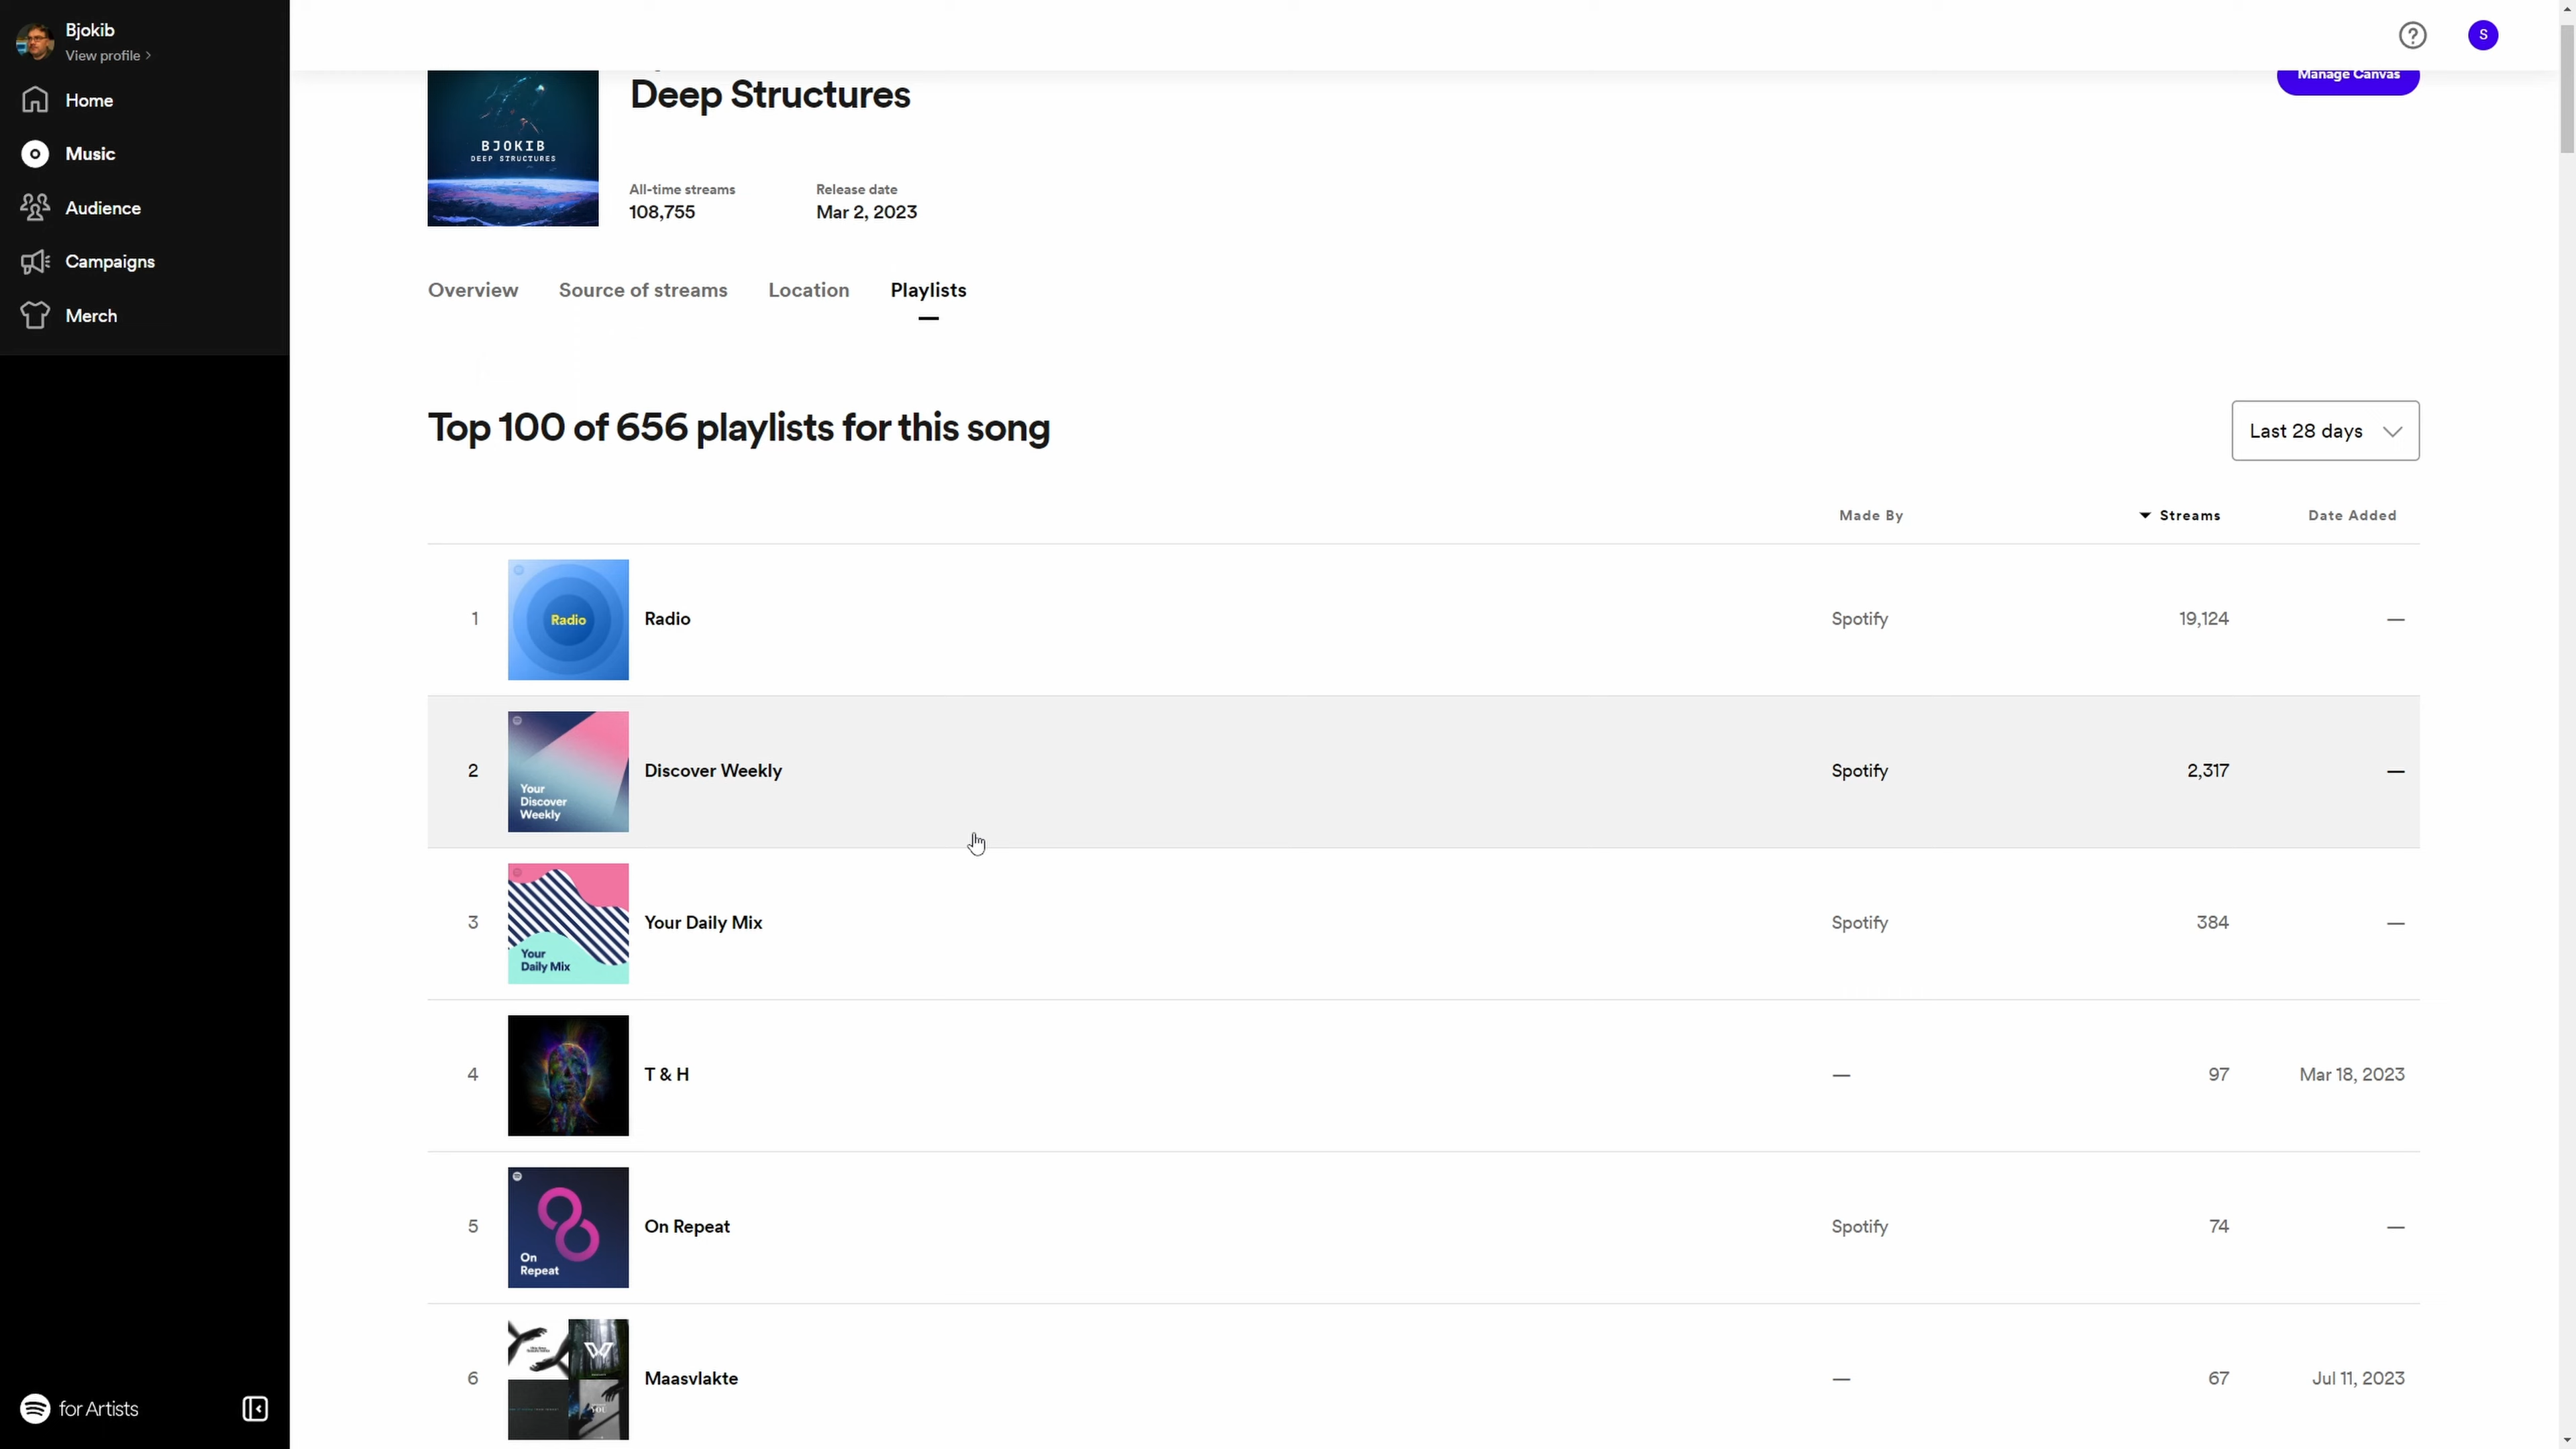 Bjokib
View profile >
Home
Music
Audience
Campaigns
Merch
for Artists
S
Manage Canvas
BJOKIB
DEEP STRUCTURES
Deep Structures
All-time streams
108,755
Release date
Mar 2, 2023
Overview
Source of streams
Location
Playlists
Top 100 of 656 playlists for this song
Last 28 days
Made By
Streams
Date Added
1
Radio
Radio
Spotify
19,124
—
2
Your
Discover
Weekly
Discover Weekly
Spotify
2,317
—
3
Your
Daily Mix
Your Daily Mix
Spotify
384
—
4
T & H
—
97
Mar 18, 2023
5
On
Repeat
On Repeat
Spotify
74
—
6
Maasvlakte
—
67
Jul 11, 2023